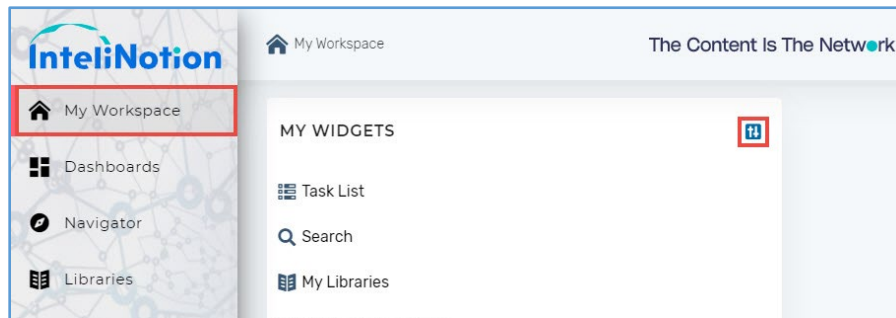 InteliNotion
My Workspace
Dashboards
Navigator
Libraries
My Workspace
The Content Is The Network
MY WIDGETS
Task List
Search
My Libraries